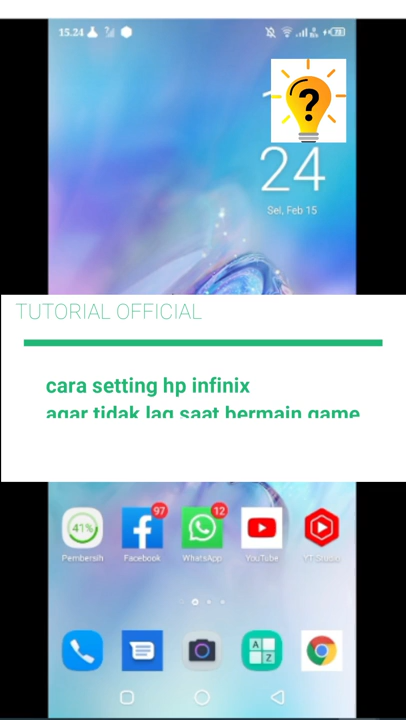 15.24
73
?
24
Sel, Feb 15
TUTORIAL OFFICIAL
cara setting hp infinix
agar tidak lag saat bermain game
97
12
41%
Pembersih
Facebook
WhatsApp
YouTube
YT Studio
A
Z